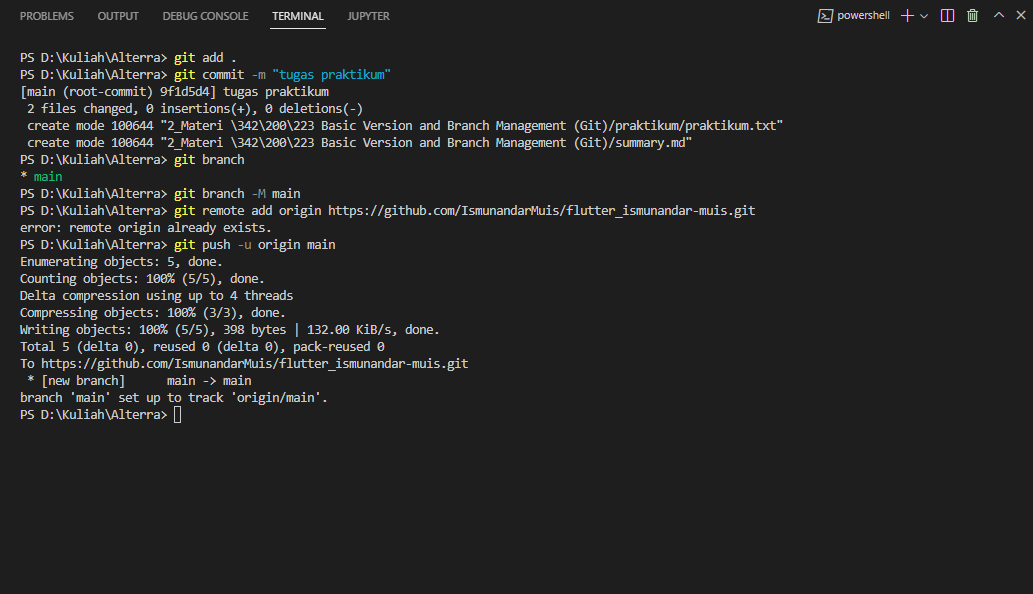 PROBLEMS OUTPUT DEBUG CONSOLE TERMINAL JUPYTER powershell
PS D:\Kuliah\Alterra> git add .
PS D:\Kuliah\Alterra> git commit -m "tugas praktikum"
[main (root-commit) 9f1d5d4] tugas praktikum
 2 files changed, 0 insertions(+), 0 deletions(-)
 create mode 100644 "2_Materi \342\200\223 Basic Version and Branch Management (Git)/praktikum/praktikum.txt"
 create mode 100644 "2_Materi \342\200\223 Basic Version and Branch Management (Git)/summary.md"
PS D:\Kuliah\Alterra> git branch
* main
PS D:\Kuliah\Alterra> git branch -M main
PS D:\Kuliah\Alterra> git remote add origin https://github.com/IsmunandarMuis/flutter_ismunandar-muis.git
error: remote origin already exists.
PS D:\Kuliah\Alterra> git push -u origin main
Enumerating objects: 5, done.
Counting objects: 100% (5/5), done.
Delta compression using up to 4 threads
Compressing objects: 100% (3/3), done.
Writing objects: 100% (5/5), 398 bytes | 132.00 KiB/s, done.
Total 5 (delta 0), reused 0 (delta 0), pack-reused 0
To https://github.com/IsmunandarMuis/flutter_ismunandar-muis.git
 * [new branch]      main -> main
branch 'main' set up to track 'origin/main'.
PS D:\Kuliah\Alterra>